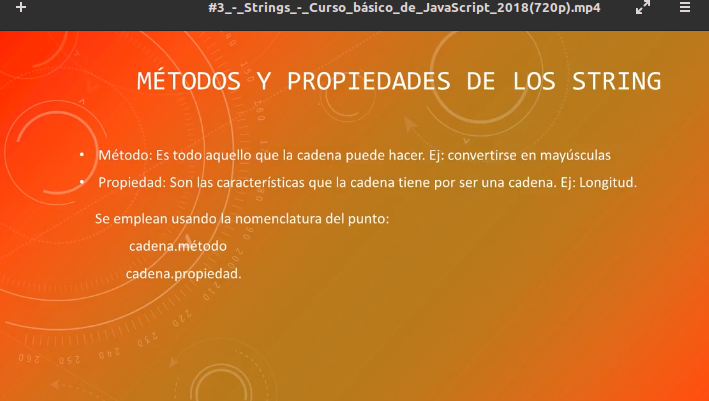 #3_-_Strings_-_Curso_básico_de_JavaScript_2018(720p).mp4
MÉTODOS Y PROPIEDADES DE LOS STRING
• Método: Es todo aquello que la cadena puede hacer. Ej: convertirse en mayúsculas
• Propiedad: Son las características que la cadena tiene por ser una cadena. Ej: Longitud.
Se emplean usando la nomenclatura del punto:
cadena.método
cadena.propiedad.